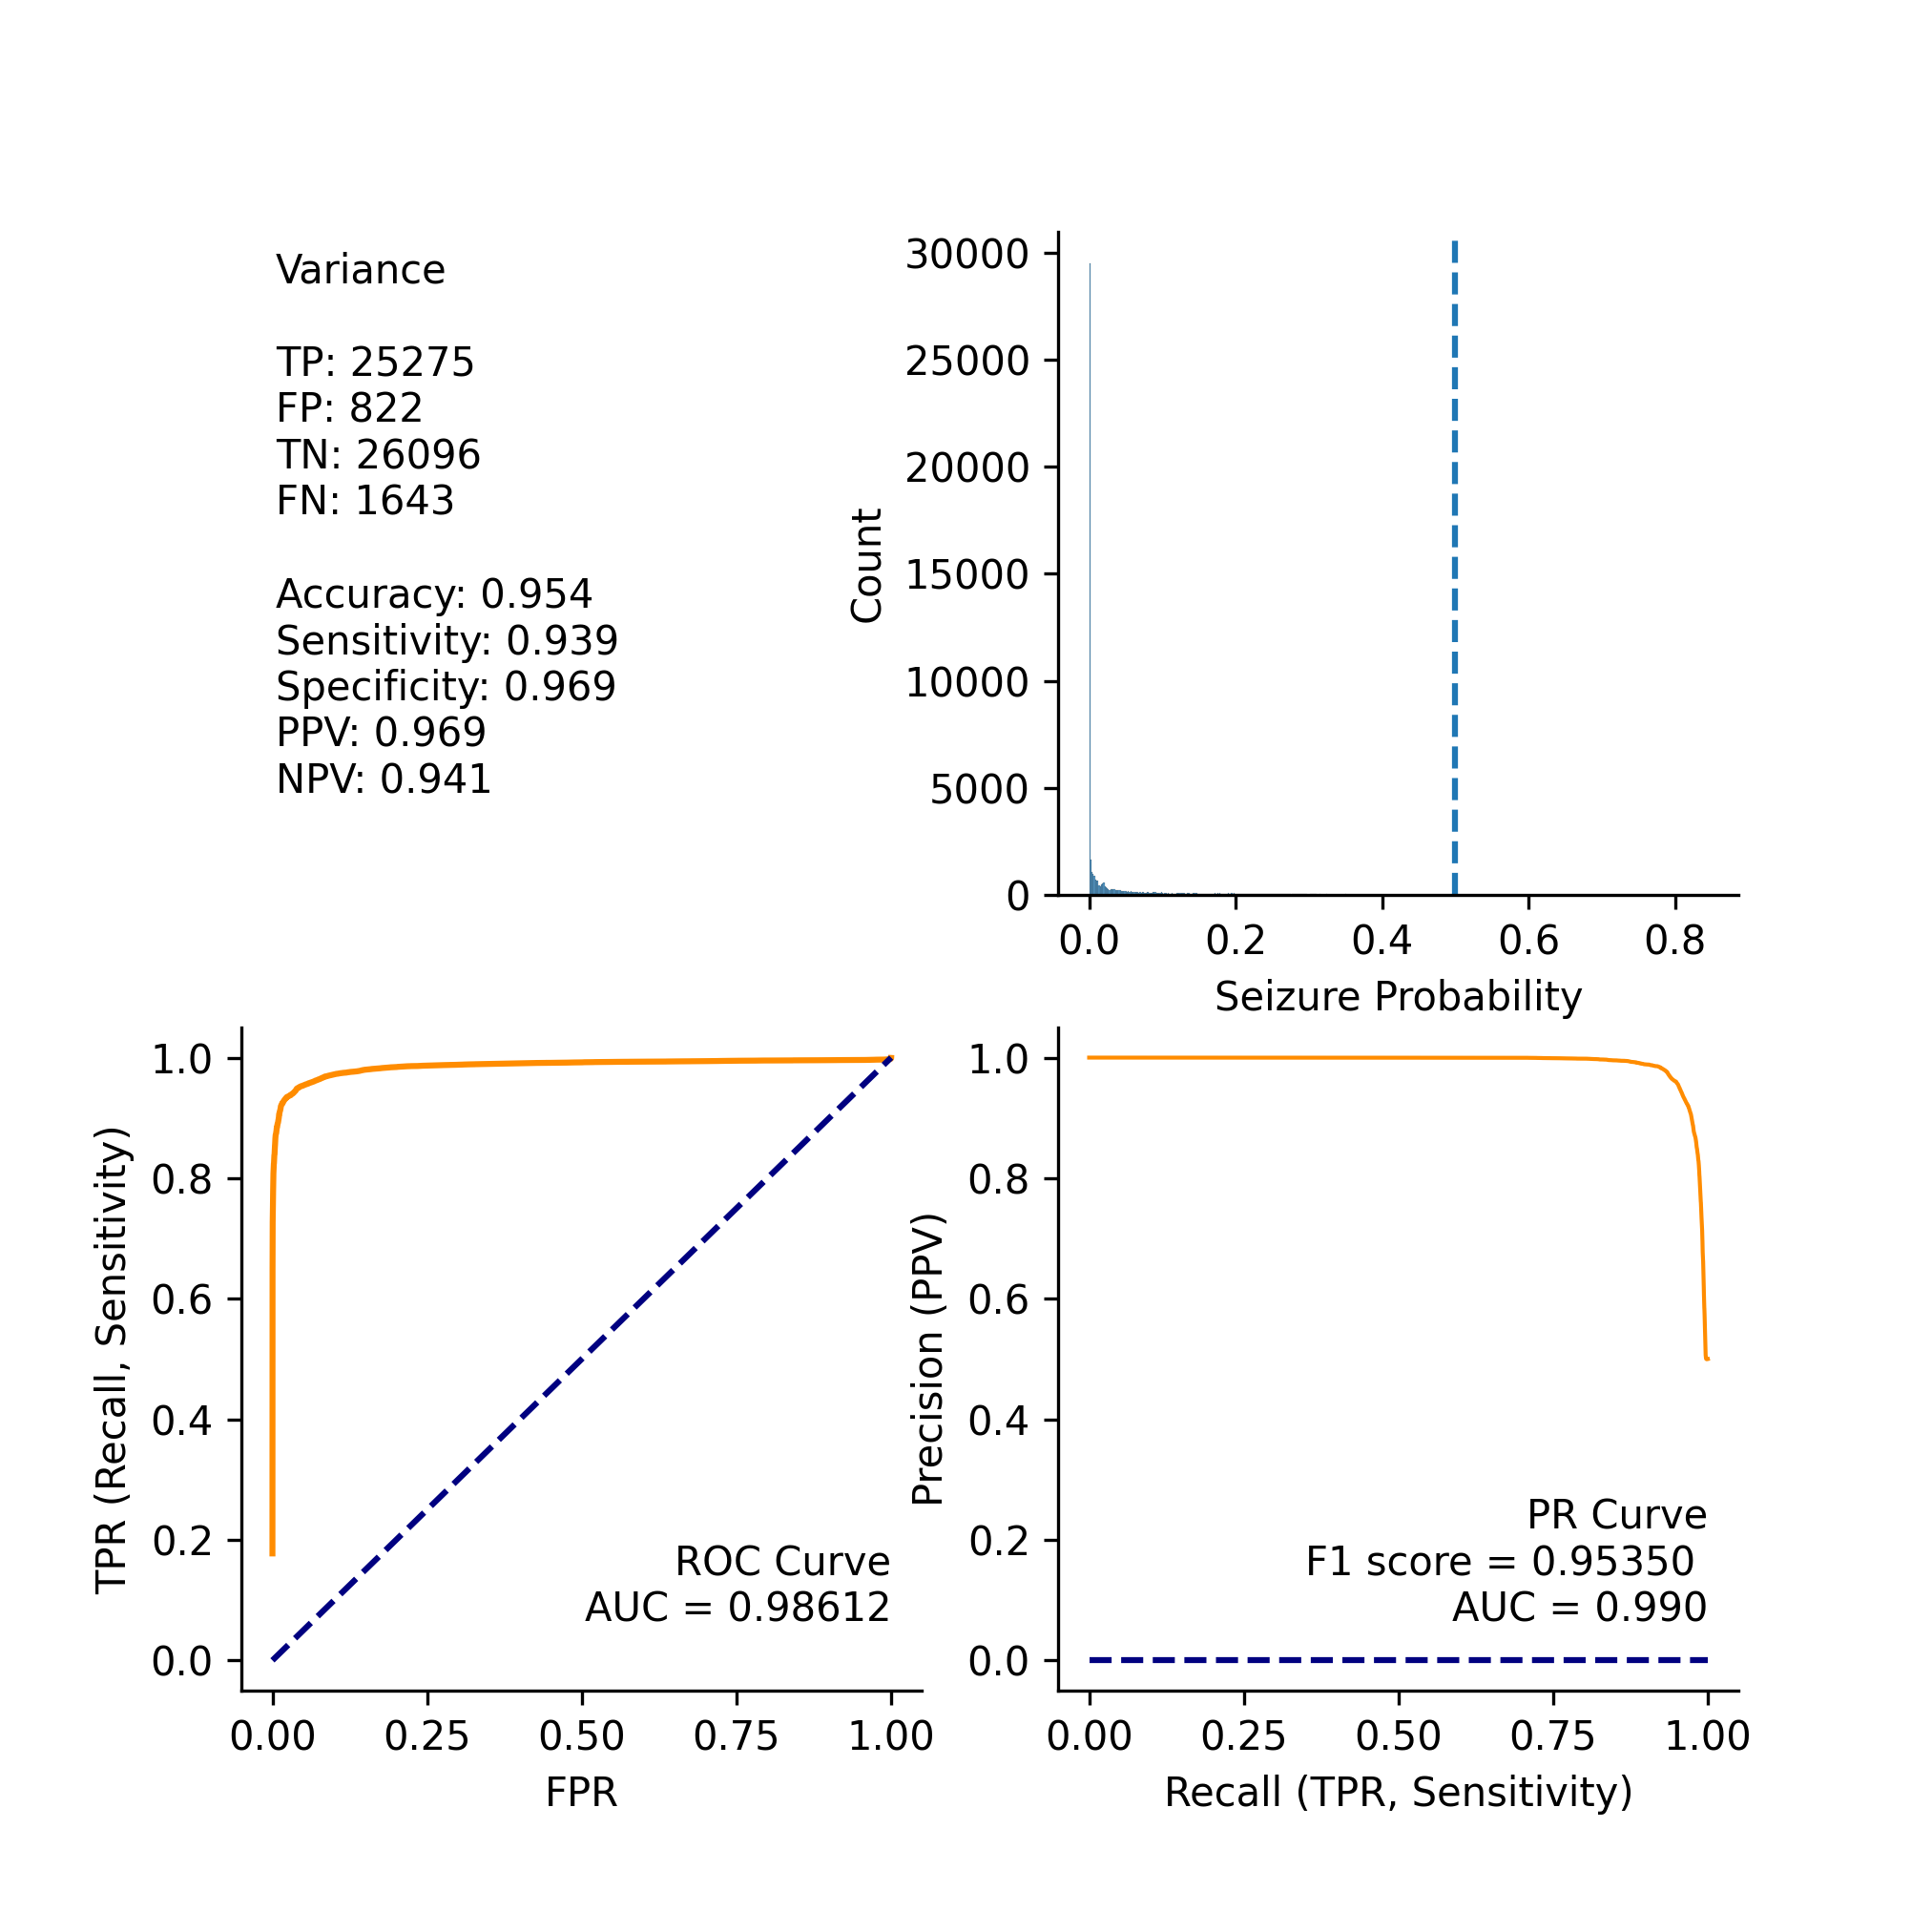 Variance
TP: 25275
FP: 822
TN: 26096
FN: 1643
Accuracy: 0.954
Sensitivity: 0.939
Specificity: 0.969
PPV: 0.969
NPV: 0.941
30000
25000
20000
15000
10000
5000
0
Count
0.0 0.2 0.4 0.6 0.8
Seizure Probability
1.0
0.8
0.6
0.4
0.2
0.0
TPR (Recall, Sensitivity)
ROC Curve
AUC = 0.98612
0.00 0.25 0.50 0.75 1.00
FPR
1.0
0.8
0.6
0.4
0.2
0.0
Precision (PPV)
PR Curve
F1 score = 0.95350
AUC = 0.990
0.00 0.25 0.50 0.75 1.00
Recall (TPR, Sensitivity)